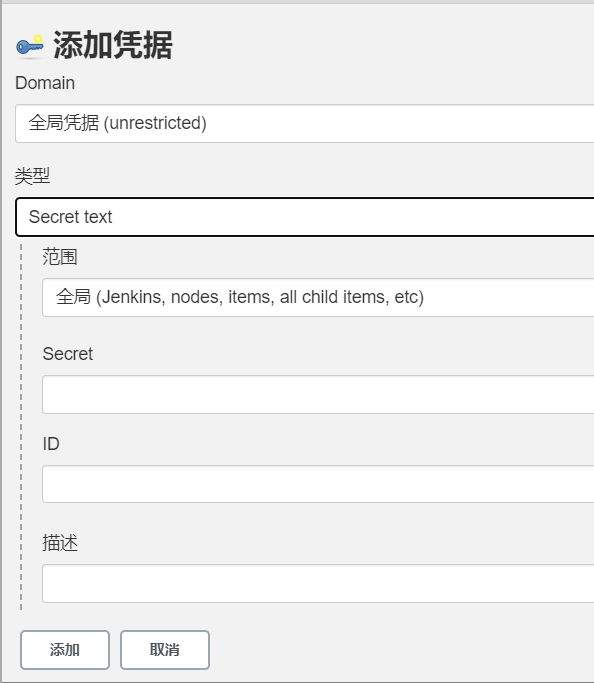 添加凭据
Domain
全局凭据 (unrestricted)
类型
Secret text
范围
全局 (Jenkins, nodes, items, all child items, etc)
Secret
ID
描述
添加 取消